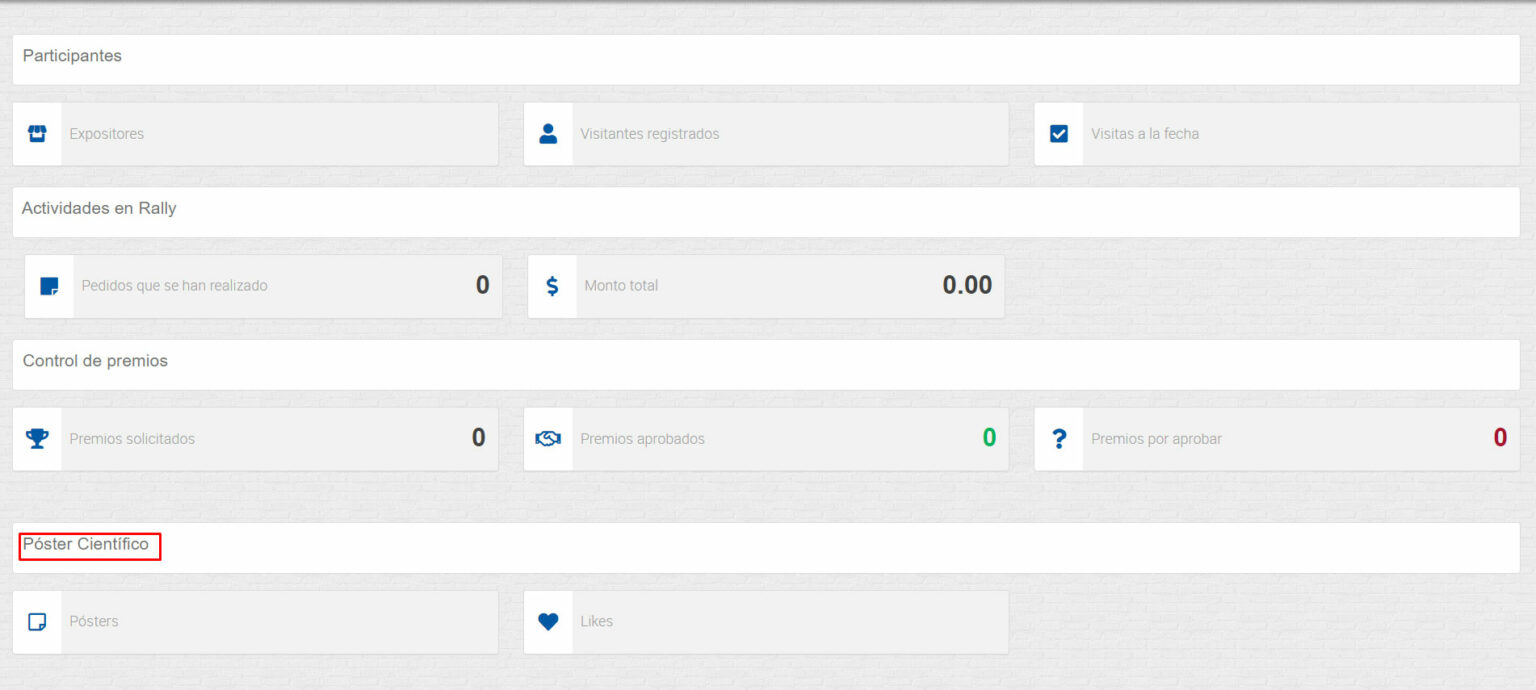 Participantes
Expositores
Visitantes registrados
Visitas a la fecha
Actividades en Rally
Pedidos que se han realizado 0
Monto total 0.00
Control de premios
Premios solicitados 0
Premios aprobados 0
Premios por aprobar 0
Póster Científico
Pósters
Likes